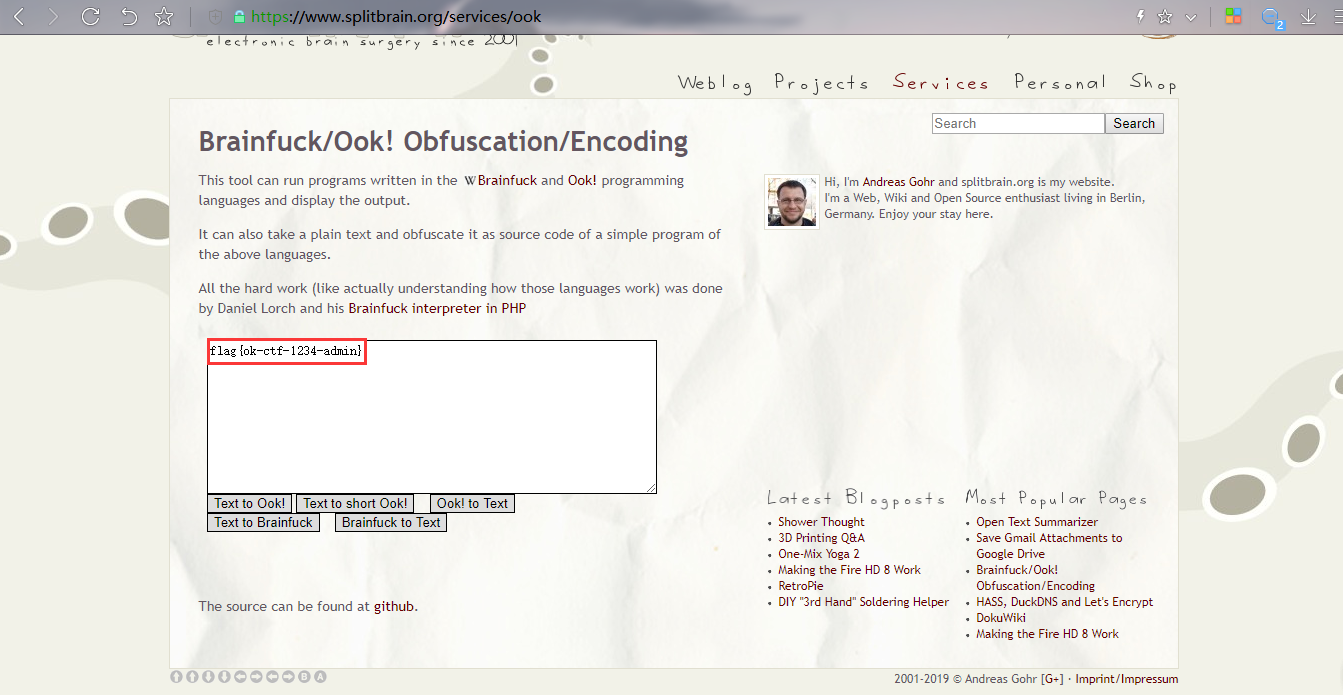 https://www.splitbrain.org/services/ook
2
electronic brain surgery since 2001
Weblog Projects Services Personal Shop
Search Search
Brainfuck/Ook! Obfuscation/Encoding
This tool can run programs written in the WBrainfuck and Ook! programming
languages and display the output.
It can also take a plain text and obfuscate it as source code of a simple program of
the above languages.
All the hard work (like actually understanding how those languages work) was done
by Daniel Lorch and his Brainfuck interpreter in PHP
Hi, I'm Andreas Gohr and splitbrain.org is my website.
I'm a Web, Wiki and Open Source enthusiast living in Berlin,
Germany. Enjoy your stay here.
flag{ok-ctf-1234-admin}
Text to Ook! Text to short Ook! Ook! to Text
Text to Brainfuck Brainfuck to Text
The source can be found at github.
Latest Blogposts
• Shower Thought
• 3D Printing Q&A
• One-Mix Yoga 2
• Making the Fire HD 8 Work
• RetroPie
• DIY "3rd Hand" Soldering Helper
Most Popular Pages
• Open Text Summarizer
• Save Gmail Attachments to
Google Drive
• Brainfuck/Ook!
Obfuscation/Encoding
• HASS, DuckDNS and Let's Encrypt
• DokuWiki
• Making the Fire HD 8 Work
B A
2001-2019 © Andreas Gohr [G+] · Imprint/Impressum